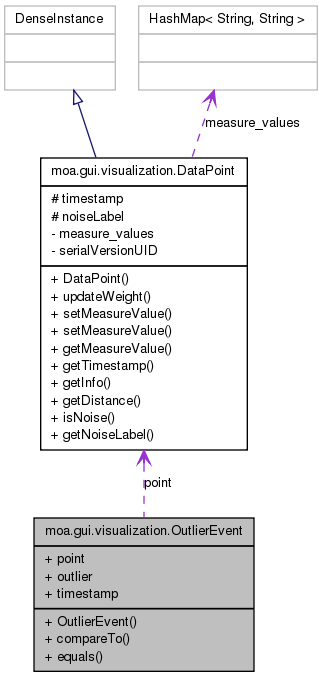 DenseInstance
HashMap< String, String >
measure_values
moa.gui.visualization.DataPoint
# timestamp
# noiseLabel
- measure_values
- serialVersionUID
+ DataPoint()
+ updateWeight()
+ setMeasureValue()
+ setMeasureValue()
+ getMeasureValue()
+ getTimestamp()
+ getInfo()
+ getDistance()
+ isNoise()
+ getNoiseLabel()
point
moa.gui.visualization.OutlierEvent
+ point
+ outlier
+ timestamp
+ OutlierEvent()
+ compareTo()
+ equals()